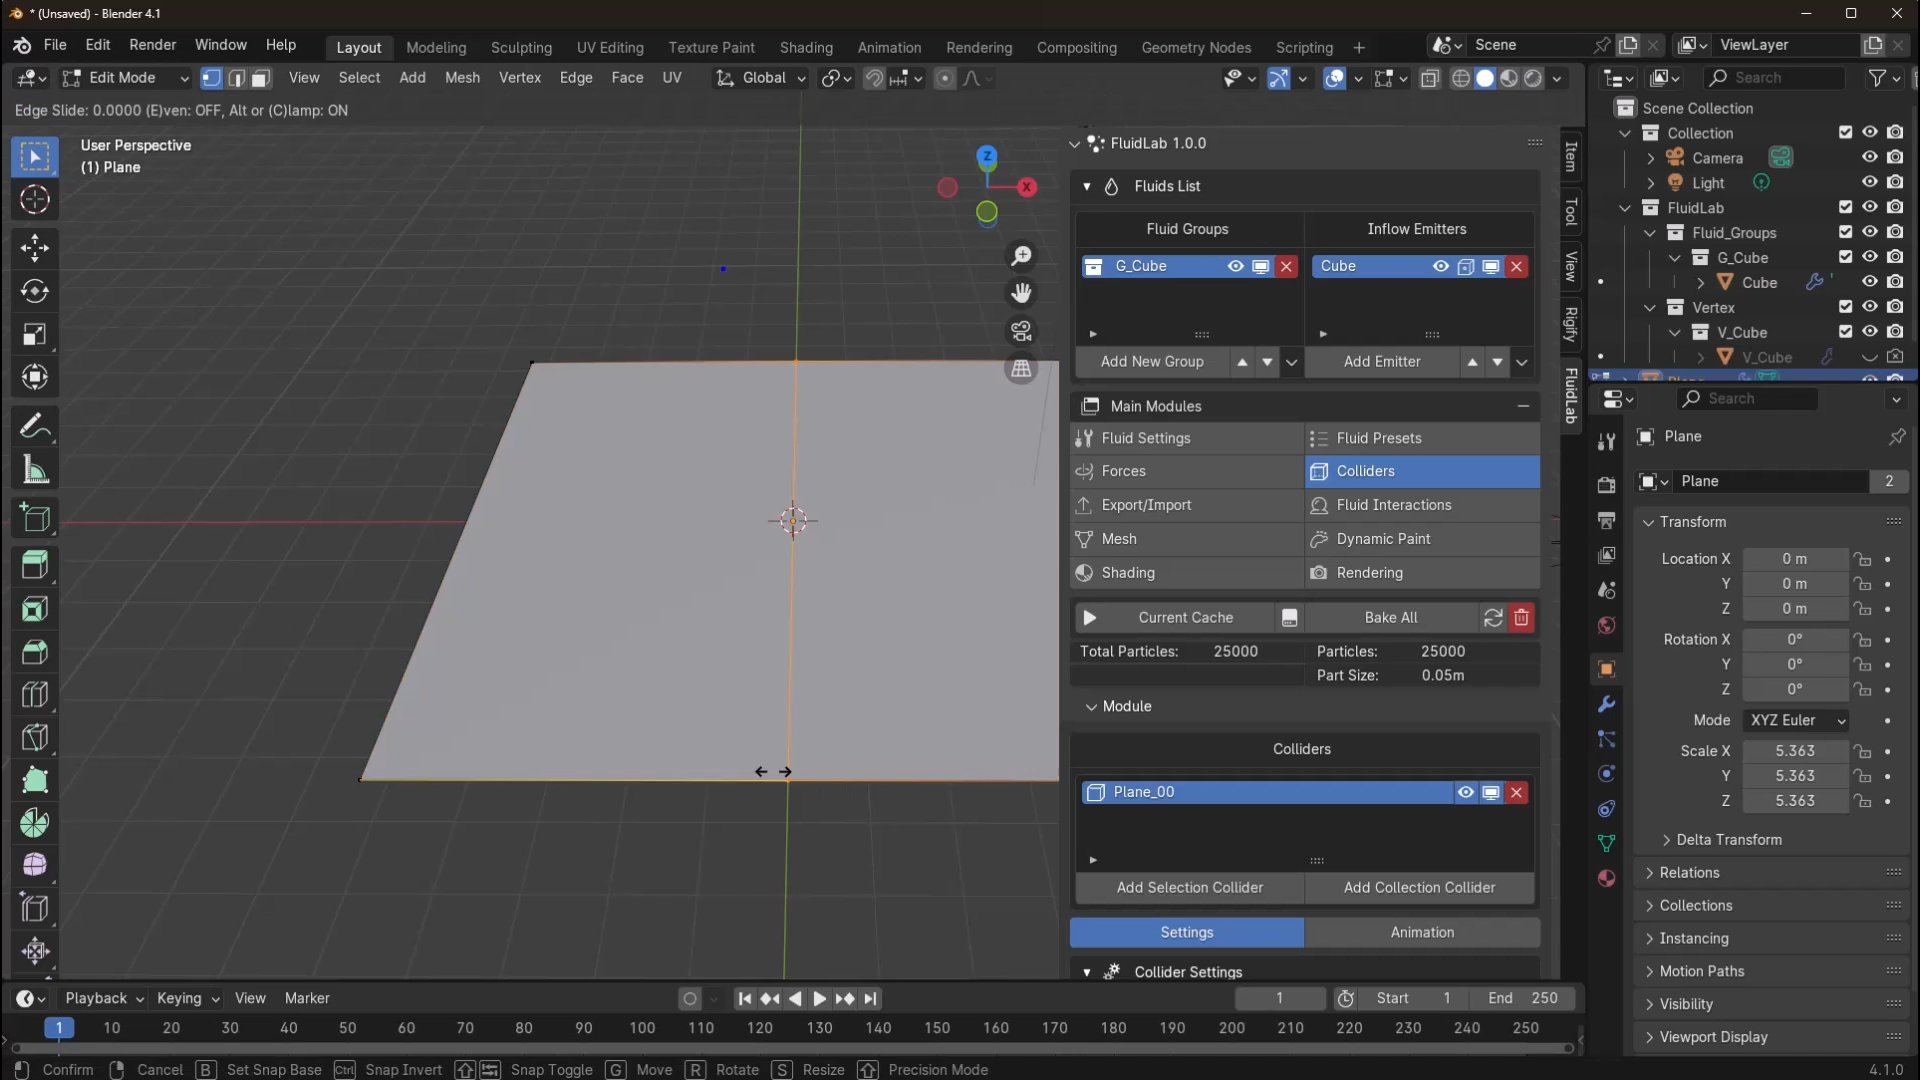 * (Unsaved) - Blender 4.1
File Edit Render Window Help
Layout Modeling Sculpting UV Editing Texture Paint Shading Animation Rendering Compositing Geometry Nodes Scripting +
Scene
ViewLayer
Edit Mode
View Select Add Mesh Vertex Edge Face UV
Global
Search
Edge Slide: 0.0000 (E)ven: OFF, Alt or (C)lamp: ON
User Perspective
(1) Plane
Z
X
FluidLab 1.0.0
Fluids List
Fluid Groups Inflow Emitters
G_Cube Cube
Add New Group Add Emitter
Main Modules
Fluid Settings Fluid Presets
Forces Colliders
Export/Import Fluid Interactions
Mesh Dynamic Paint
Shading Rendering
Current Cache Bake All
Total Particles: 25000 Particles: 25000
Part Size: 0.05m
Module
Colliders
Plane_00
Add Selection Collider Add Collection Collider
Settings Animation
Collider Settings
Item
Tool
View
Rigify
FluidLab
Scene Collection
Collection
Camera
Light
FluidLab
Fluid_Groups
G_Cube
Cube
Vertex
V_Cube
V_Cube
Search
Plane
Plane 2
Transform
Location X 0 m
Y 0 m
Z 0 m
Rotation X 0°
Y 0°
Z 0°
Mode XYZ Euler
Scale X 5.363
Y 5.363
Z 5.363
Delta Transform
Relations
Collections
Instancing
Motion Paths
Visibility
Viewport Display
Playback Keying View Marker
1
Start 1 End 250
1 10 20 30 40 50 60 70 80 90 100 110 120 130 140 150 160 170 180 190 200 210 220 230 240 250
Confirm Cancel B Set Snap Base Ctrl Snap Invert Snap Toggle G Move R Rotate S Resize Precision Mode
4.1.0